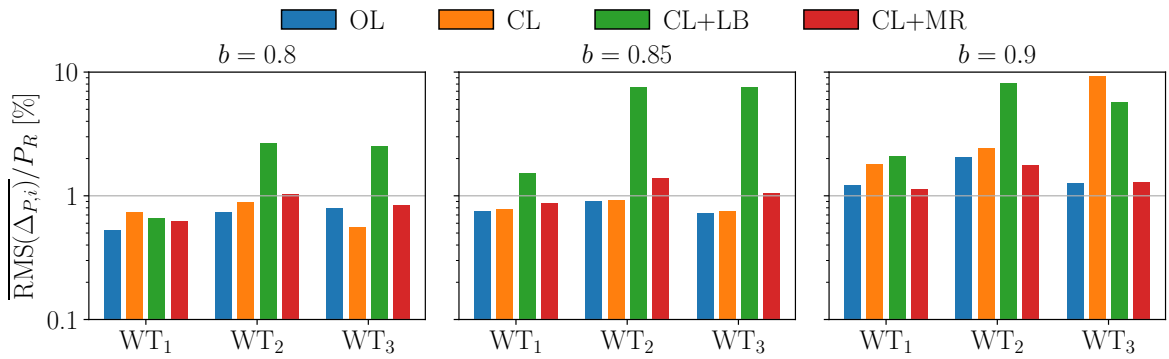 OL CL CL+LB CL+MR
b = 0.8 b = 0.85 b = 0.9
RMS(Δ_{P,i})/P_R [%]
10
1
0.1
WT₁ WT₂ WT₃ WT₁ WT₂ WT₃ WT₁ WT₂ WT₃